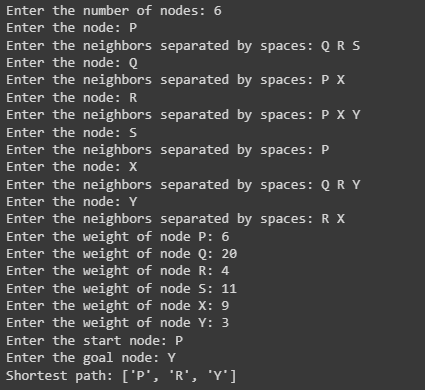 Enter the number of nodes: 6
Enter the node: P
Enter the neighbors separated by spaces: Q R S
Enter the node: Q
Enter the neighbors separated by spaces: P X
Enter the node: R
Enter the neighbors separated by spaces: P X Y
Enter the node: S
Enter the neighbors separated by spaces: P
Enter the node: X
Enter the neighbors separated by spaces: Q R Y
Enter the node: Y
Enter the neighbors separated by spaces: R X
Enter the weight of node P: 6
Enter the weight of node Q: 20
Enter the weight of node R: 4
Enter the weight of node S: 11
Enter the weight of node X: 9
Enter the weight of node Y: 3
Enter the start node: P
Enter the goal node: Y
Shortest path: ['P', 'R', 'Y']